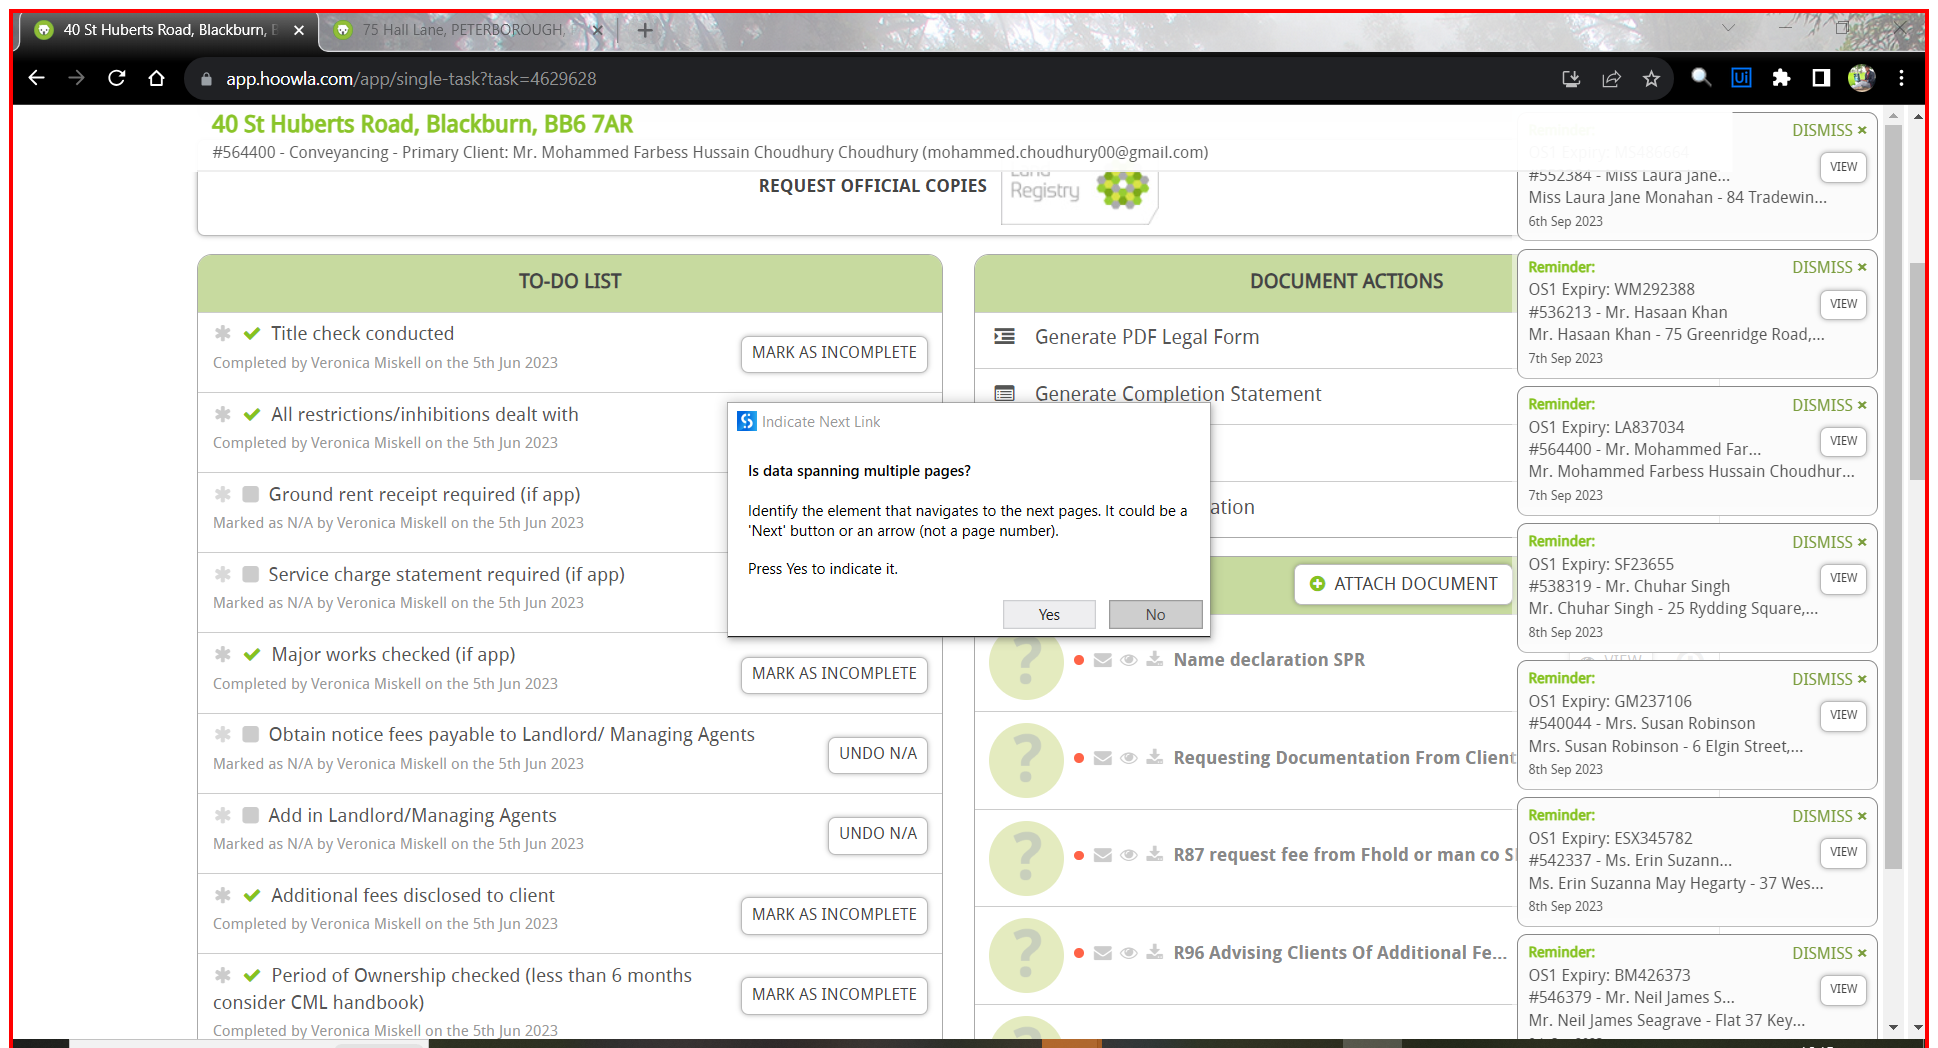 40 St Huberts Road, Blackburn, B
75 Hall Lane, PETERBOROUGH,
app.hoowla.com/app/single-task?task=4629628
40 St Huberts Road, Blackburn, BB6 7AR
#564400 - Conveyancing - Primary Client: Mr. Mohammed Farbess Hussain Choudhury Choudhury (mohammed.choudhury00@gmail.com)
REQUEST OFFICIAL COPIES
Land
Registry
TO-DO LIST
Title check conducted
Completed by Veronica Miskell on the 5th Jun 2023
MARK AS INCOMPLETE
All restrictions/inhibitions dealt with
Completed by Veronica Miskell on the 5th Jun 2023
Ground rent receipt required (if app)
Marked as N/A by Veronica Miskell on the 5th Jun 2023
Service charge statement required (if app)
Marked as N/A by Veronica Miskell on the 5th Jun 2023
Major works checked (if app)
Completed by Veronica Miskell on the 5th Jun 2023
MARK AS INCOMPLETE
Obtain notice fees payable to Landlord/ Managing Agents
Marked as N/A by Veronica Miskell on the 5th Jun 2023
UNDO N/A
Add in Landlord/Managing Agents
Marked as N/A by Veronica Miskell on the 5th Jun 2023
UNDO N/A
Additional fees disclosed to client
Completed by Veronica Miskell on the 5th Jun 2023
MARK AS INCOMPLETE
Period of Ownership checked (less than 6 months
consider CML handbook)
Completed by Veronica Miskell on the 5th Jun 2023
MARK AS INCOMPLETE
DOCUMENT ACTIONS
Generate PDF Legal Form
Generate Completion Statement
ation
ATTACH DOCUMENT
Name declaration SPR
Requesting Documentation From Client
R87 request fee from Fhold or man co S
R96 Advising Clients Of Additional Fe...
Indicate Next Link
Is data spanning multiple pages?
Identify the element that navigates to the next pages. It could be a
'Next' button or an arrow (not a page number).
Press Yes to indicate it.
Yes
No
DISMISS ×
OS1 Expiry: MS486664
VIEW
#552384 - Miss Laura Jane...
Miss Laura Jane Monahan - 84 Tradewin...
6th Sep 2023
Reminder:
DISMISS ×
OS1 Expiry: WM292388
VIEW
#536213 - Mr. Hasaan Khan
Mr. Hasaan Khan - 75 Greenridge Road,...
7th Sep 2023
Reminder:
DISMISS ×
OS1 Expiry: LA837034
VIEW
#564400 - Mr. Mohammed Far...
Mr. Mohammed Farbess Hussain Choudhur...
7th Sep 2023
Reminder:
DISMISS ×
OS1 Expiry: SF23655
VIEW
#538319 - Mr. Chuhar Singh
Mr. Chuhar Singh - 25 Rydding Square,...
8th Sep 2023
VIEW
Reminder:
DISMISS ×
OS1 Expiry: GM237106
VIEW
#540044 - Mrs. Susan Robinson
Mrs. Susan Robinson - 6 Elgin Street,...
8th Sep 2023
Reminder:
DISMISS ×
OS1 Expiry: ESX345782
VIEW
#542337 - Ms. Erin Suzann...
Ms. Erin Suzanna May Hegarty - 37 Wes...
8th Sep 2023
Reminder:
DISMISS ×
OS1 Expiry: BM426373
VIEW
#546379 - Mr. Neil James S...
Mr. Neil James Seagrave - Flat 37 Key...